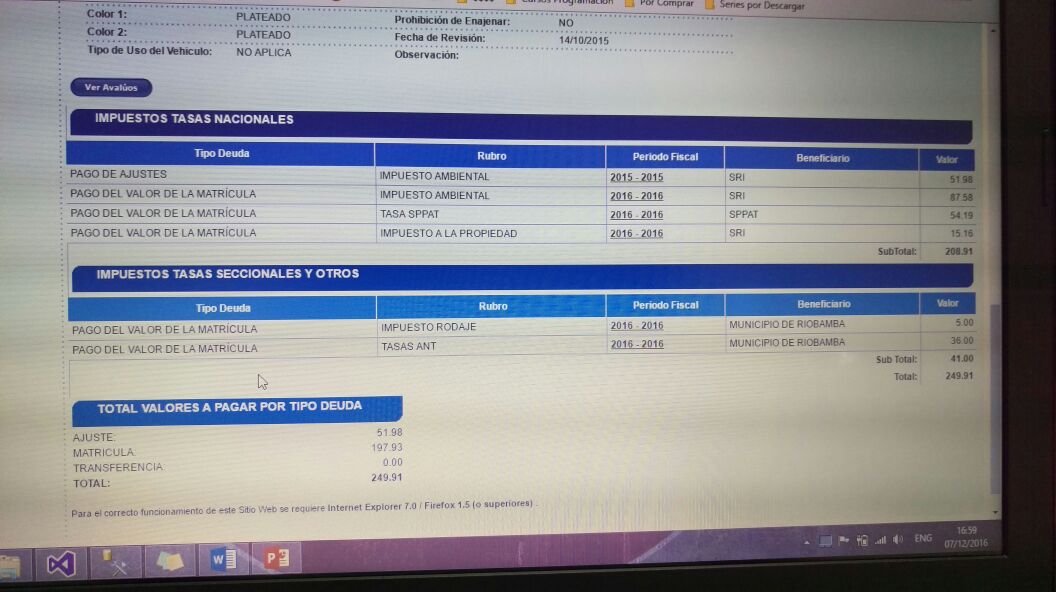 Cursos Programación Por Comprar Series por Descargar
Color 1: PLATEADO Prohibición de Enajenar: NO
Color 2: PLATEADO Fecha de Revisión: 14/10/2015
Tipo de Uso del Vehículo: NO APLICA Observación:
Ver Avalúos
IMPUESTOS TASAS NACIONALES
Tipo Deuda Rubro Periodo Fiscal Beneficiario Valor
PAGO DE AJUSTES IMPUESTO AMBIENTAL 2015 - 2015 SRI 51.98
PAGO DEL VALOR DE LA MATRÍCULA IMPUESTO AMBIENTAL 2016 - 2016 SRI 87.58
PAGO DEL VALOR DE LA MATRÍCULA TASA SPPAT 2016 - 2016 SPPAT 54.19
PAGO DEL VALOR DE LA MATRÍCULA IMPUESTO A LA PROPIEDAD 2016 - 2016 SRI 15.16
SubTotal: 208.91
IMPUESTOS TASAS SECCIONALES Y OTROS
Tipo Deuda Rubro Periodo Fiscal Beneficiario Valor
PAGO DEL VALOR DE LA MATRÍCULA IMPUESTO RODAJE 2016 - 2016 MUNICIPIO DE RIOBAMBA 5.00
PAGO DEL VALOR DE LA MATRÍCULA TASAS ANT 2016 - 2016 MUNICIPIO DE RIOBAMBA 36.00
Sub Total: 41.00
Total: 249.91
TOTAL VALORES A PAGAR POR TIPO DEUDA
AJUSTE: 51.98
MATRICULA: 197.93
TRANSFERENCIA: 0.00
TOTAL: 249.91
Para el correcto funcionamiento de este Sitio Web se requiere Internet Explorer 7.0 / Firefox 1.5 (o superiores) .
ENG 16:59
07/12/2016